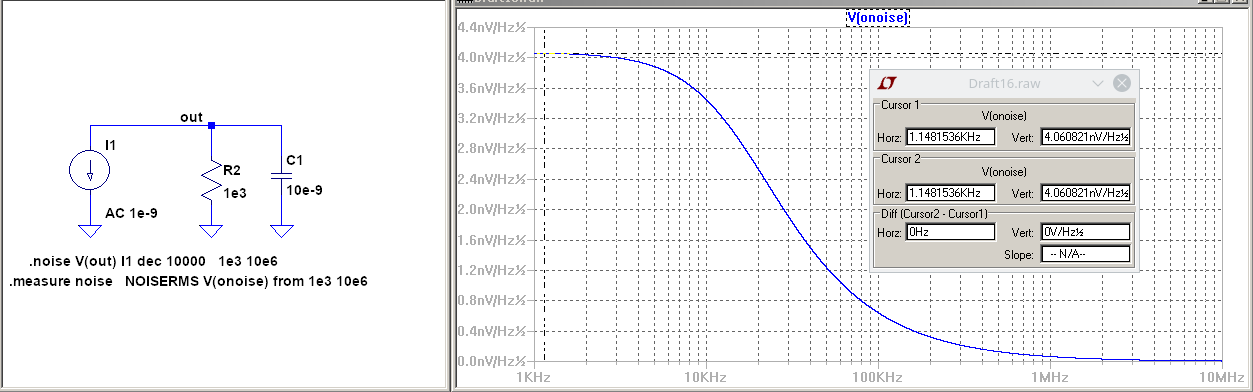 V(onoise)
4.4nV/Hz½
4.0nV/Hz½
3.6nV/Hz½
3.2nV/Hz½
2.8nV/Hz½
2.4nV/Hz½
2.0nV/Hz½
1.6nV/Hz½
1.2nV/Hz½
0.8nV/Hz½
0.4nV/Hz½
0.0nV/Hz½
1KHz 10KHz 100KHz 1MHz 10MHz
out
I1
R2
C1
1e3
10e-9
AC 1e-9
.noise V(out) I1 dec 10000 1e3 10e6
.measure noise NOISERMS V(onoise) from 1e3 10e6
Draft16.raw
Cursor 1
V(onoise)
Horz: 1.1481536KHz Vert: 4.060821nV/Hz½
Cursor 2
V(onoise)
Horz: 1.1481536KHz Vert: 4.060821nV/Hz½
Diff (Cursor2 - Cursor1)
Horz: 0Hz Vert: 0V/Hz½
Slope: -- N/A--